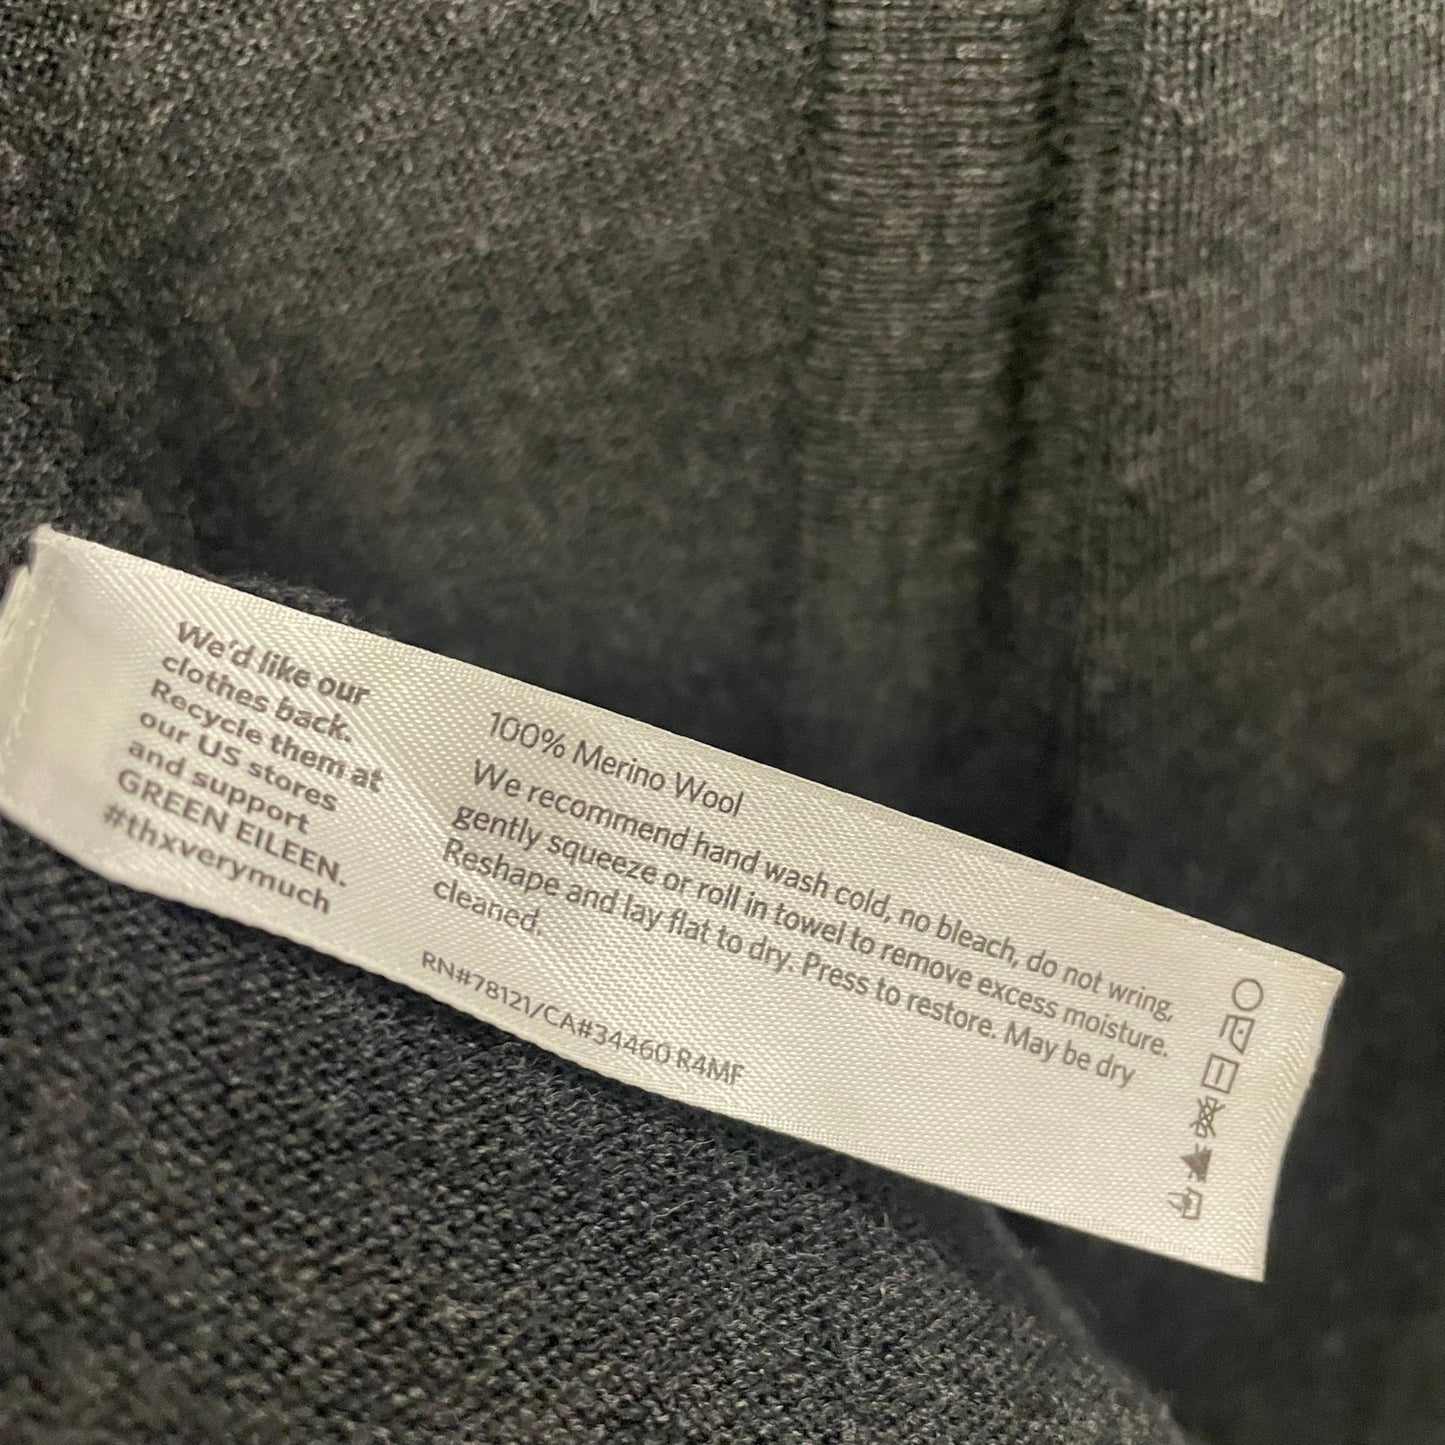 We'd like our
clothes back.
Recycle them at
our US stores
and support
GREEN EILEEN.
#thxverymuch
100% Merino Wool
We recommend hand wash cold, no bleach, do not wring,
gently squeeze or roll in towel to remove excess moisture.
Reshape and lay flat to dry. Press to restore. May be dry
cleaned.
RN#78121/CA#34460 R4MF